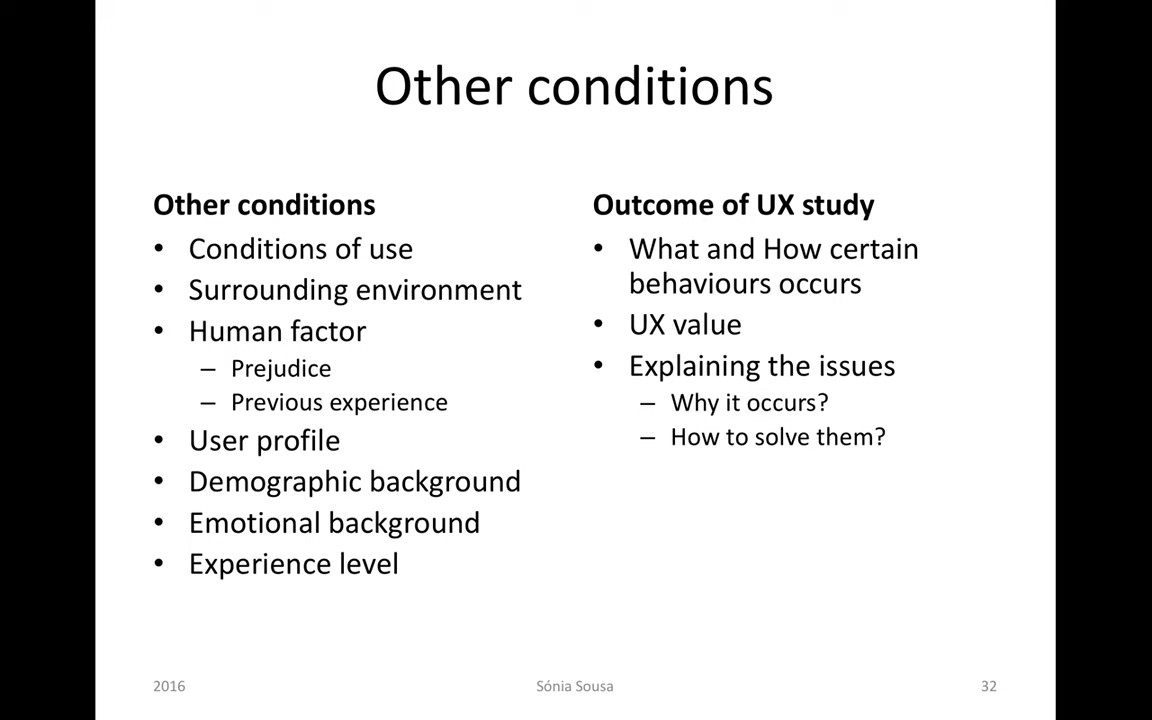 Other conditions
Other conditions
• Conditions of use
• Surrounding environment
• Human factor
– Prejudice
– Previous experience
• User profile
• Demographic background
• Emotional background
• Experience level
Outcome of UX study
• What and How certain
behaviours occurs
• UX value
• Explaining the issues
– Why it occurs?
– How to solve them?
2016
Sónia Sousa
32